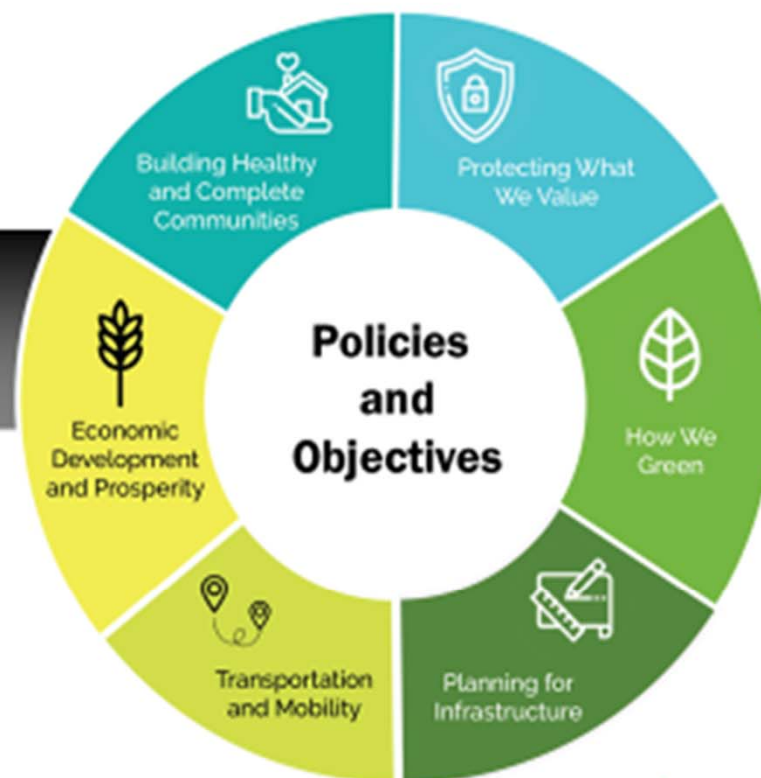 Building Healthy
and Complete
Communities
Protecting What
We Value
Policies
and
Objectives
Economic
Development
and Prosperity
How We
Green
Transportation
and Mobility
Planning for
Infrastructure